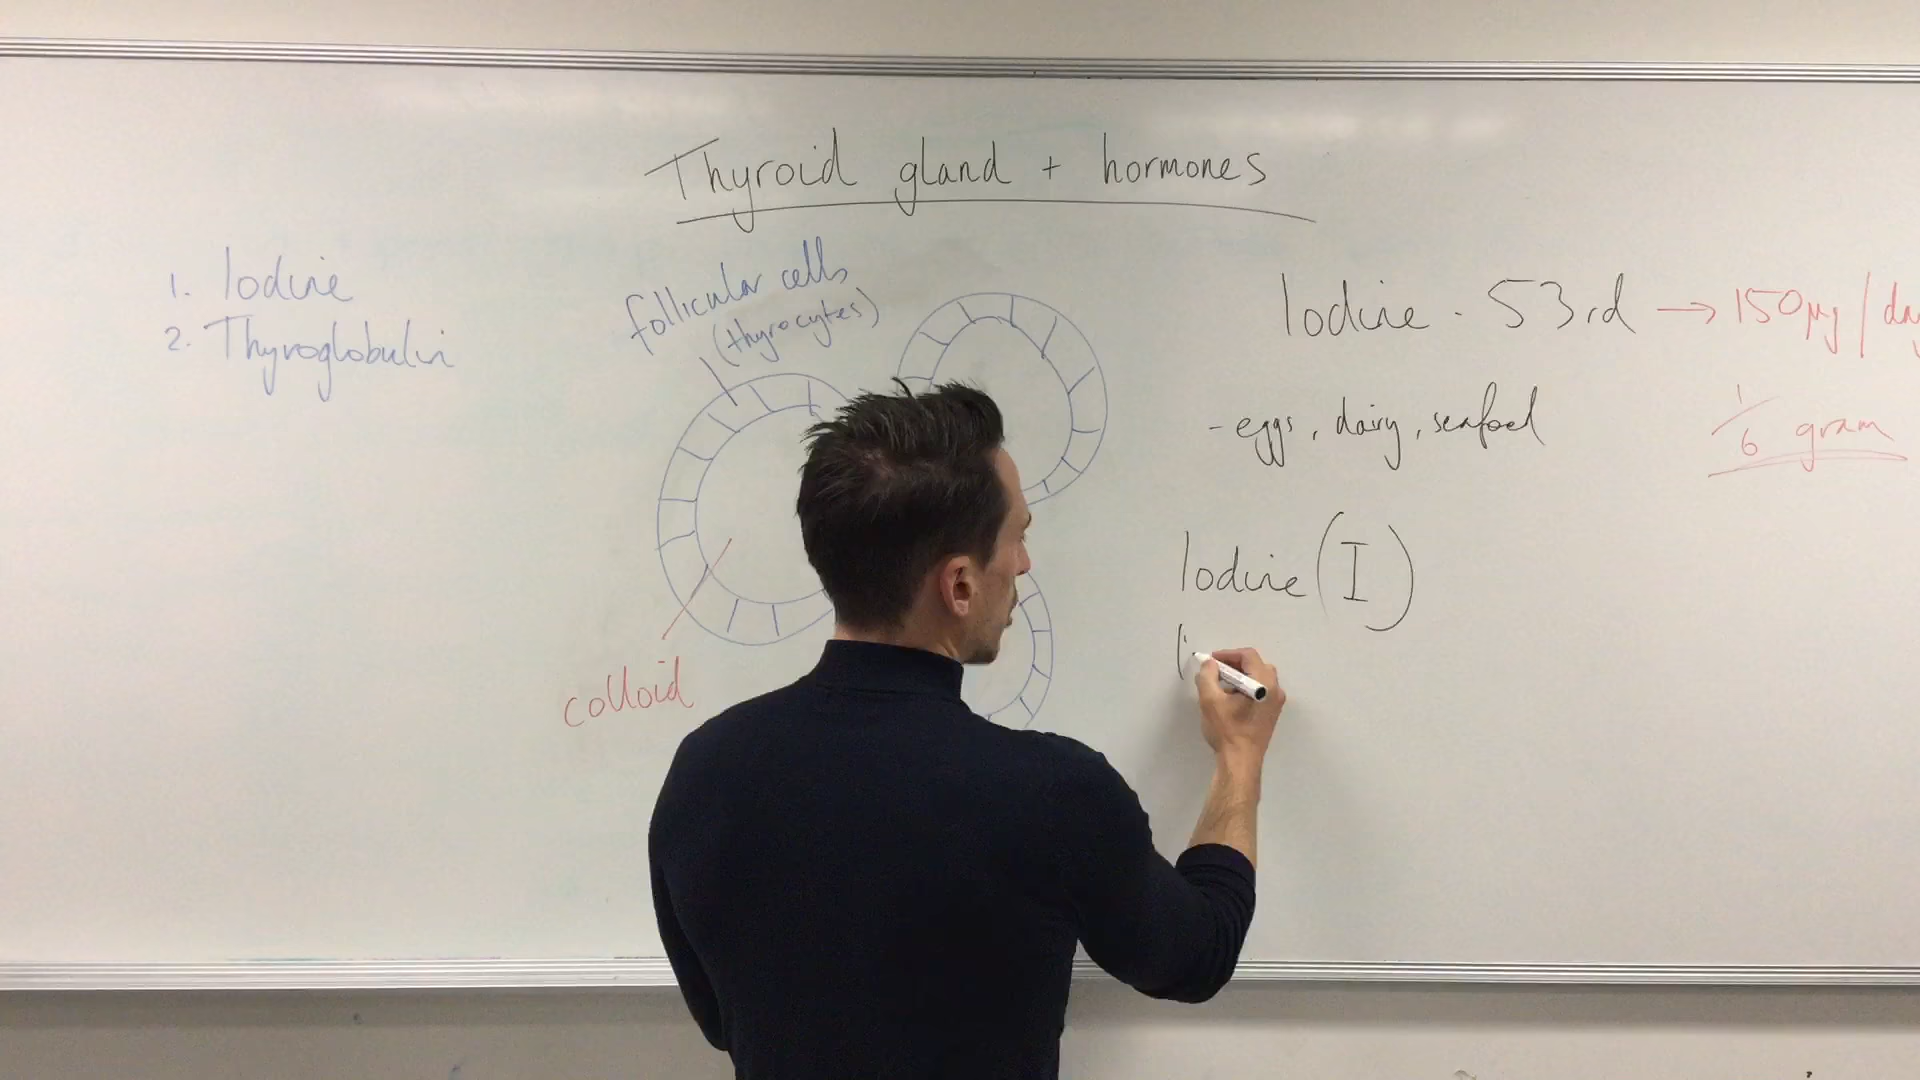 Thyroid gland + hormones
1. Iodine
2. Thyroglobulin
follicular cells
(thyrocytes)
colloid
Iodine - 53rd → 150µg/day
- eggs, dairy, seafood
1/6 gram
Iodine (I)
(